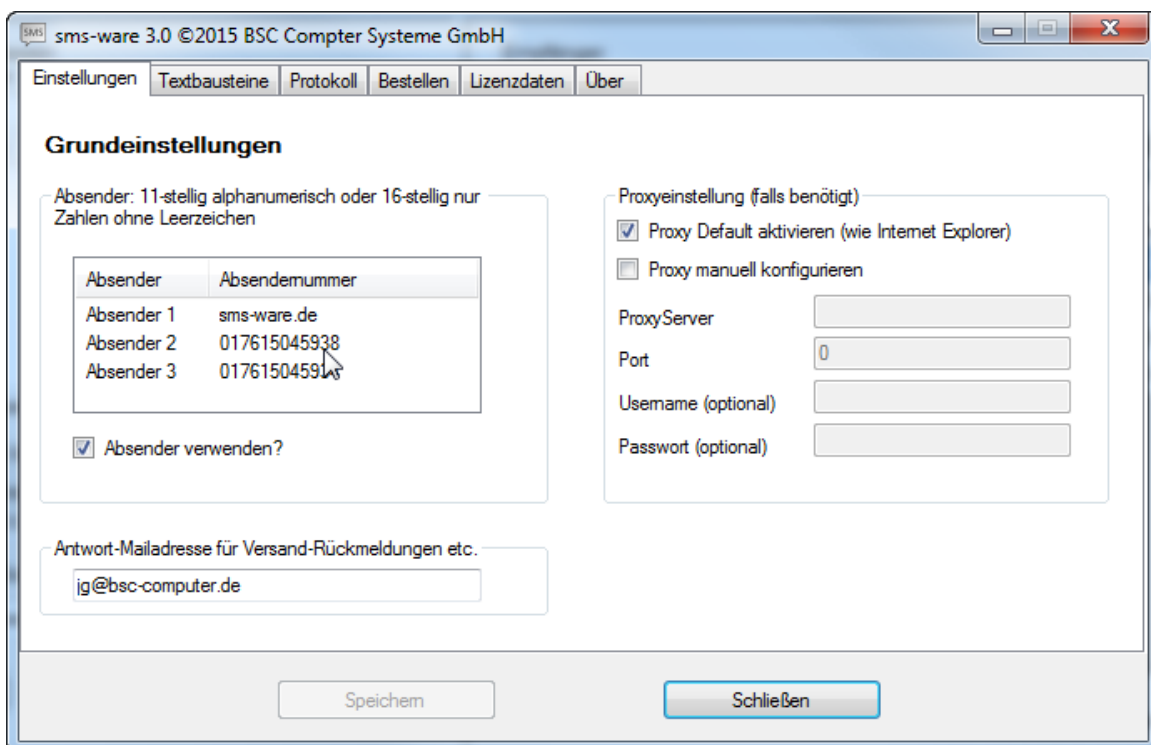 SMS sms-ware 3.0 ©2015 BSC Compter Systeme GmbH
Einstellungen Textbausteine Protokoll Bestellen Lizenzdaten Über
Grundeinstellungen
Absender: 11-stellig alphanumerisch oder 16-stellig nur
Zahlen ohne Leerzeichen
Absender Absendernummer
Absender 1 sms-ware.de
Absender 2 017615045938
Absender 3
Absender verwenden?
Antwort-Mailadresse für Versand-Rückmeldungen etc.
jg@bsc-computer.de
Proxyeinstellung (falls benötigt)
Proxy Default aktivieren (wie Internet Explorer)
Proxy manuell konfigurieren
ProxyServer
Port 0
Username (optional)
Passwort (optional)
Speichern Schließen